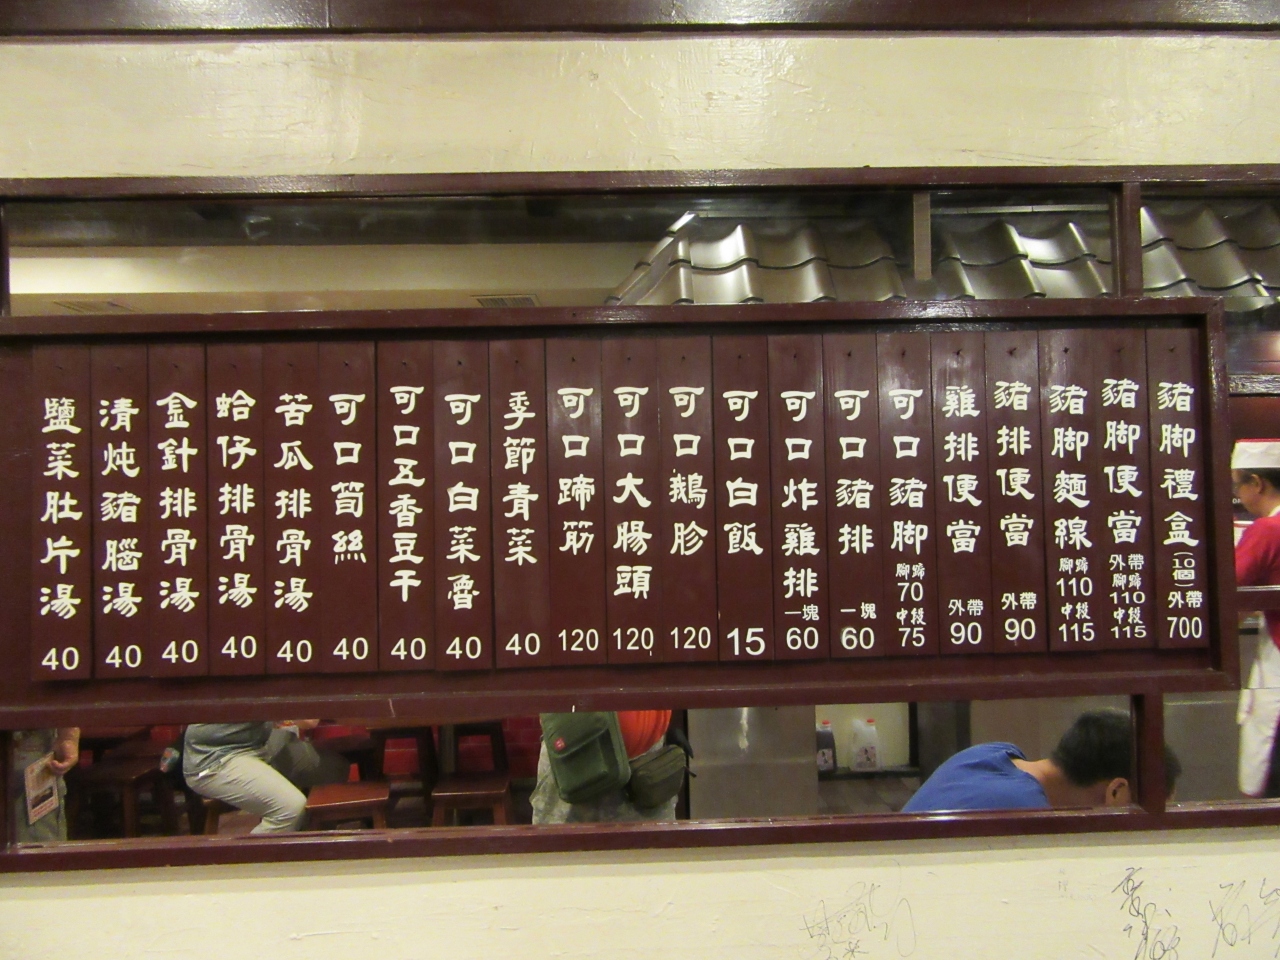 豬脚禮盒(10個)外帶 700
豬脚便當 外帶 腳蹄 110 中段 115
豬脚麵線 腳蹄 110 中段 115
豬排便當 外帶 90
雞排便當 外帶 90
可口豬脚 腳蹄 70 中段 75
可口豬排 一塊 60
可口炸雞排 一塊 60
可口白飯 15
可口鵝胗 120
可口大腸頭 120
可口蹄筋 120
季節青菜 40
可口白菜魯 40
可口五香豆干 40
可口筍絲 40
苦瓜排骨湯 40
蛤仔排骨湯 40
金針排骨湯 40
清炖豬腦湯 40
鹽菜肚片湯 40